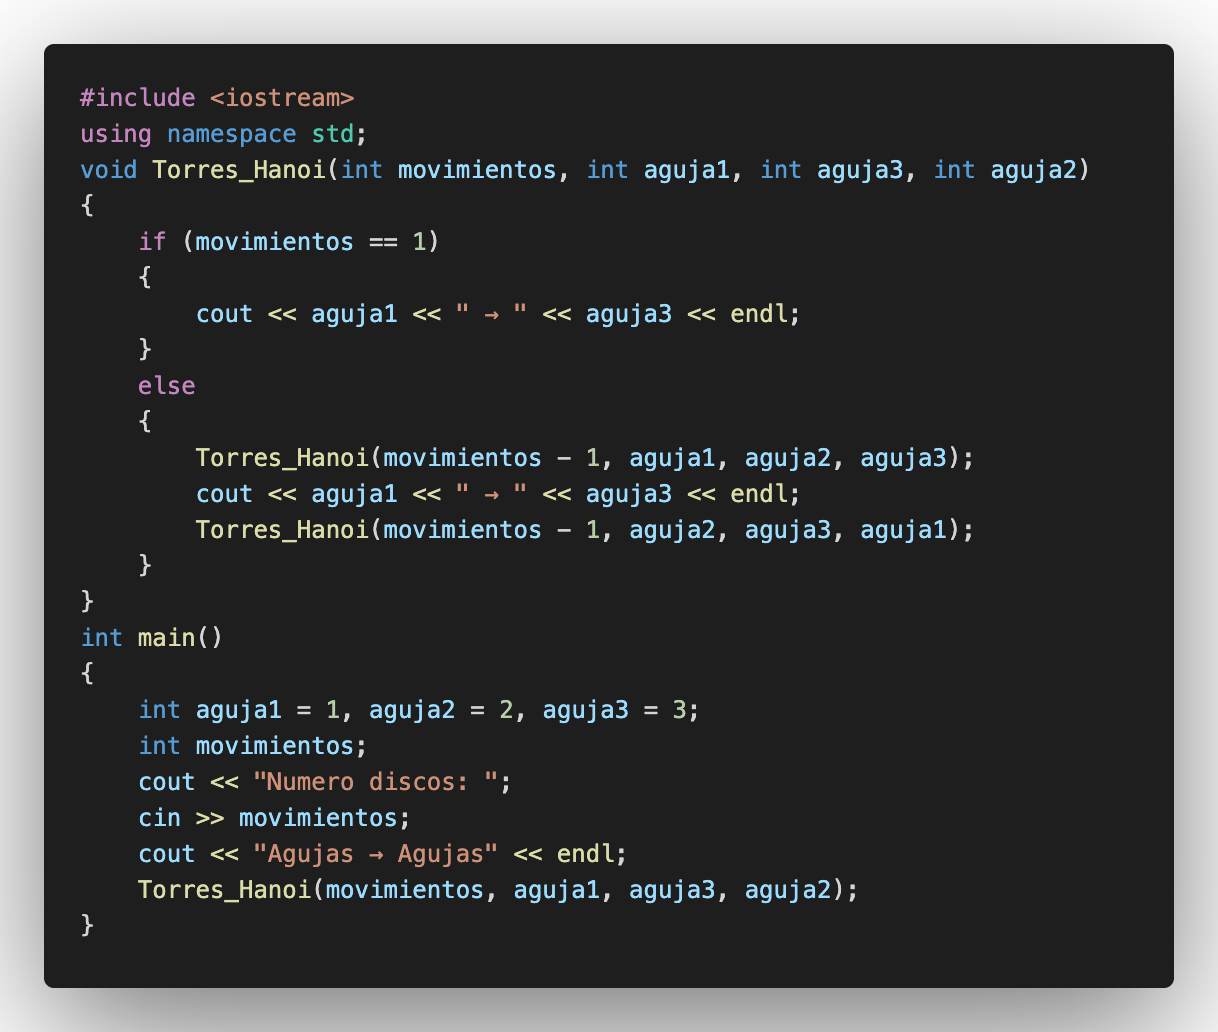 #include <iostream>
using namespace std;
void Torres_Hanoi(int movimientos, int aguja1, int aguja3, int aguja2)
{
    if (movimientos == 1)
    {
        cout << aguja1 << " → " << aguja3 << endl;
    }
    else
    {
        Torres_Hanoi(movimientos - 1, aguja1, aguja2, aguja3);
        cout << aguja1 << " → " << aguja3 << endl;
        Torres_Hanoi(movimientos - 1, aguja2, aguja3, aguja1);
    }
}
int main()
{
    int aguja1 = 1, aguja2 = 2, aguja3 = 3;
    int movimientos;
    cout << "Numero discos: ";
    cin >> movimientos;
    cout << "Agujas → Agujas" << endl;
    Torres_Hanoi(movimientos, aguja1, aguja3, aguja2);
}